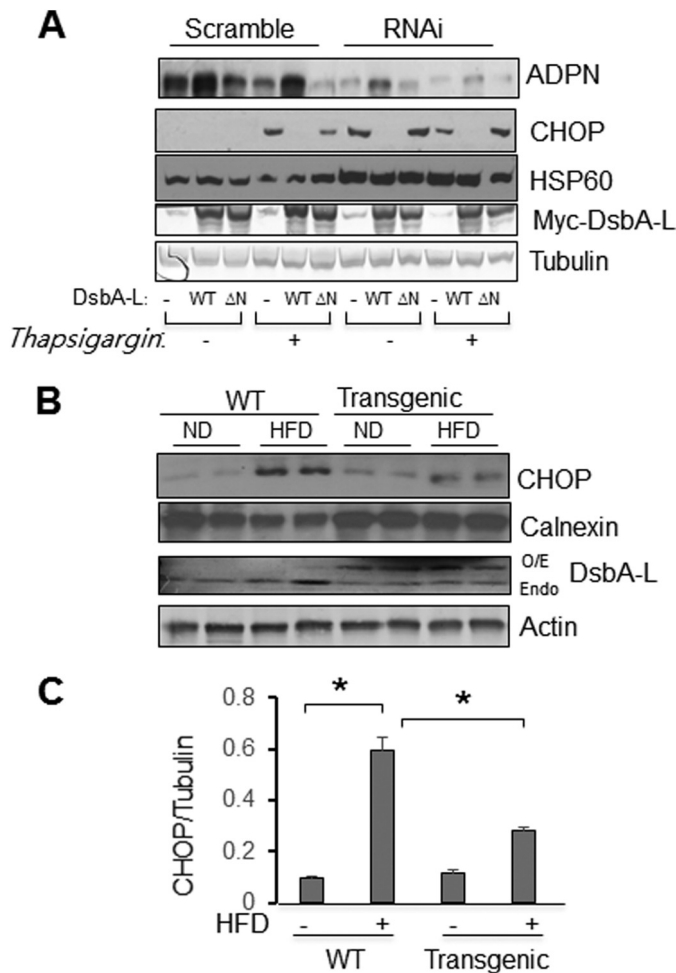 A
Scramble RNAi
ADPN
CHOP
HSP60
Myc-DsbA-L
Tubulin
DsbA-L: - WT ΔN - WT ΔN - WT ΔN - WT ΔN
Thapsigargin: - + - +
B
WT Transgenic
ND HFD ND HFD
CHOP
Calnexin
O/E
Endo DsbA-L
Actin
C
CHOP/Tubulin
0.8
0.6
0.4
0.2
0
* *
HFD - + - +
WT Transgenic